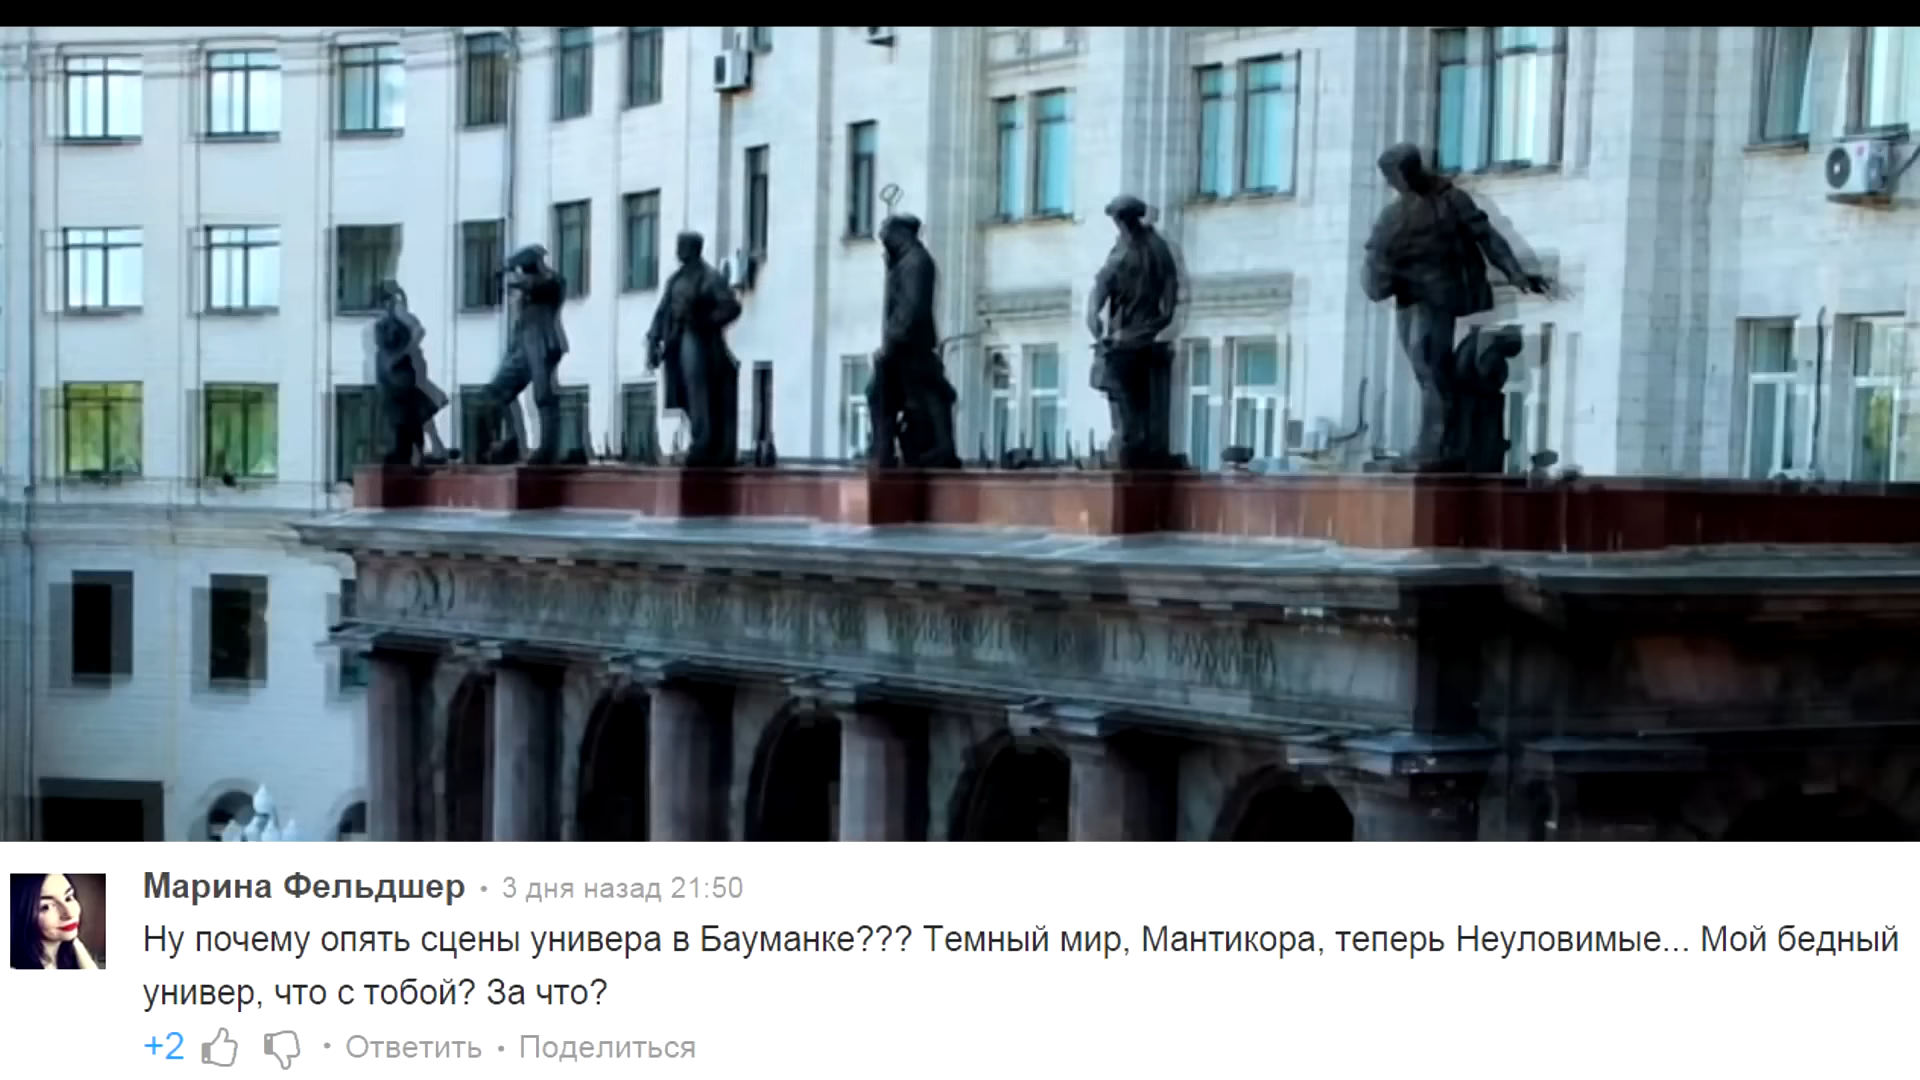 БАУМАНА
Марина Фельдшер • 3 дня назад 21:50
Ну почему опять сцены универа в Бауманке??? Темный мир, Мантикора, теперь Неуловимые... Мой бедный
универ, что с тобой? За что?
+2 • Ответить • Поделиться